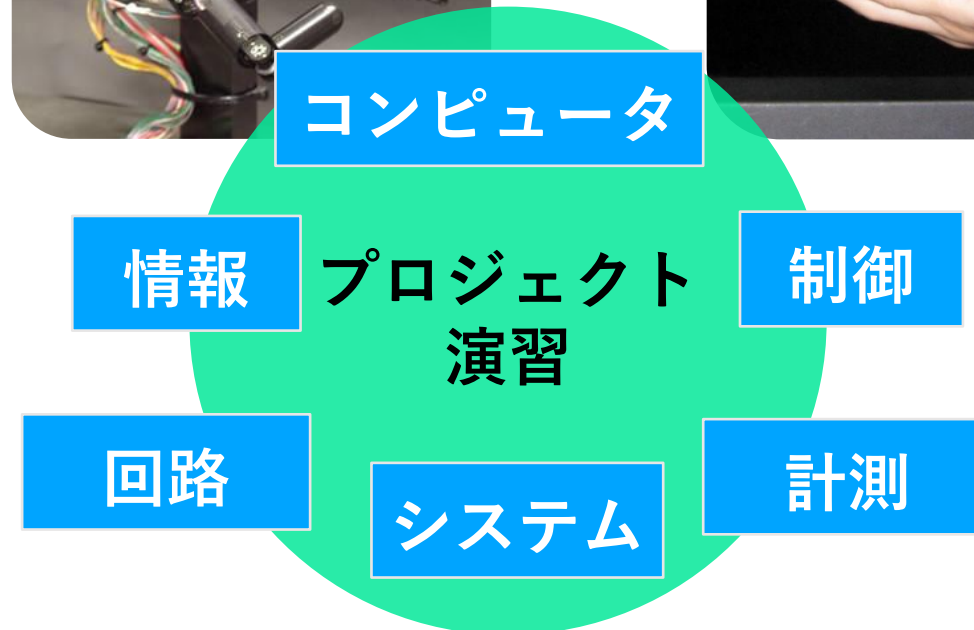 コンピュータ
情報
プロジェクト
演習
制御
回路
システム
計測